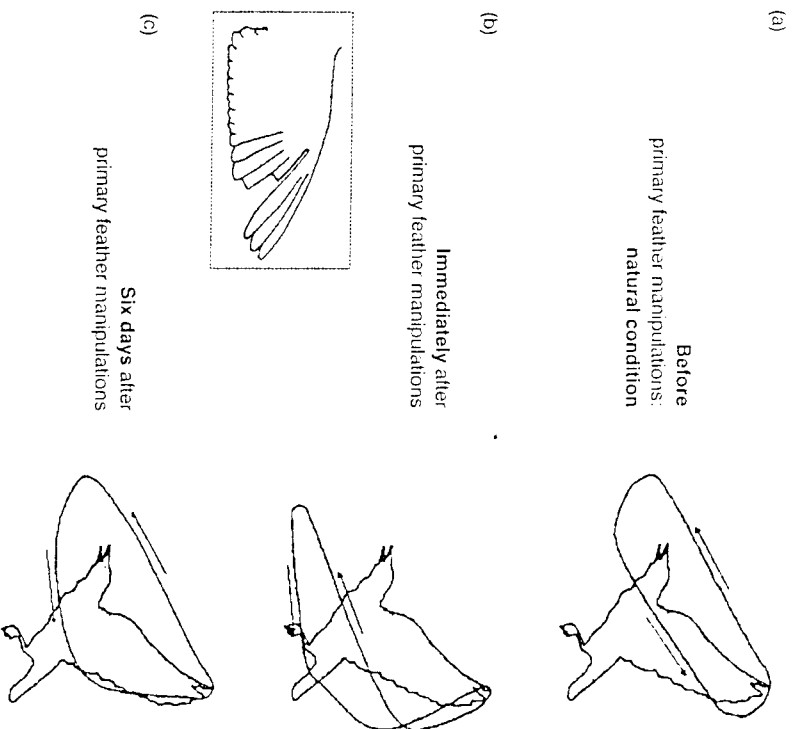 (a)
Before
primary feather manipulations:
natural condition
(b)
Immediately after
primary feather manipulations
(c)
Six days after
primary feather manipulations